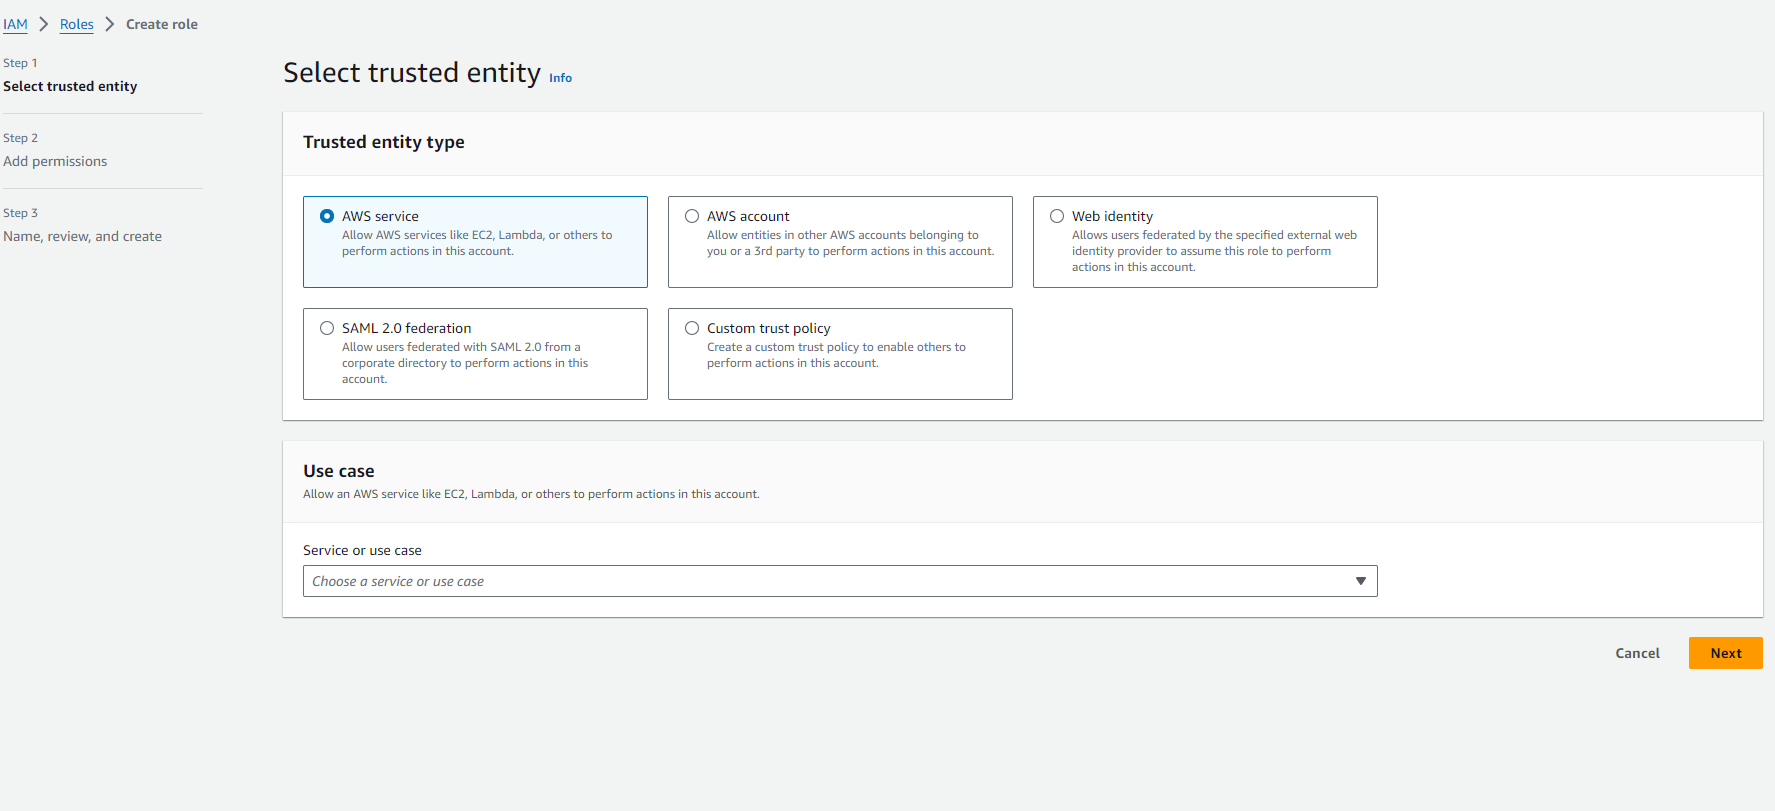 IAM > Roles > Create role
Step 1
Select trusted entity
Step 2
Add permissions
Step 3
Name, review, and create
Select trusted entity Info
Trusted entity type
AWS service
Allow AWS services like EC2, Lambda, or others to
perform actions in this account.
AWS account
Allow entities in other AWS accounts belonging to
you or a 3rd party to perform actions in this account.
Web identity
Allows users federated by the specified external web
identity provider to assume this role to perform
actions in this account.
SAML 2.0 federation
Allow users federated with SAML 2.0 from a
corporate directory to perform actions in this
account.
Custom trust policy
Create a custom trust policy to enable others to
perform actions in this account.
Use case
Allow an AWS service like EC2, Lambda, or others to perform actions in this account.
Service or use case
Choose a service or use case
Cancel
Next